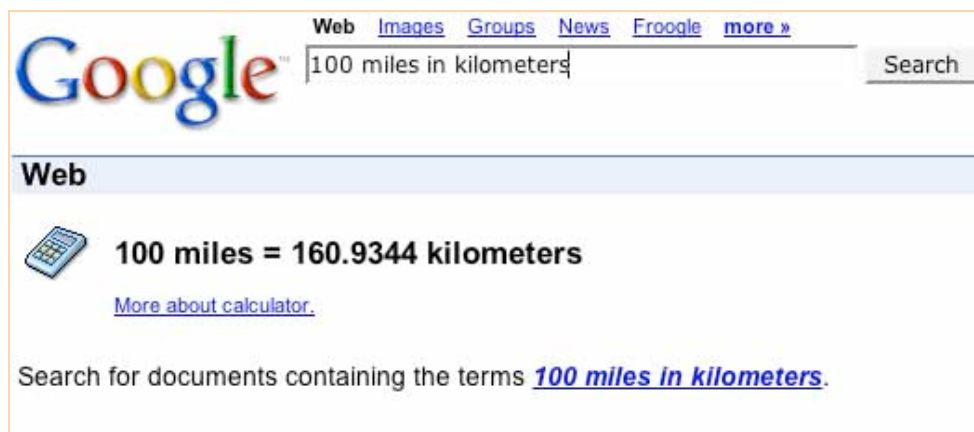 Web Images Groups News Froogle more »
Google™
100 miles in kilometers Search
Web
100 miles = 160.9344 kilometers
More about calculator.
Search for documents containing the terms 100 miles in kilometers.